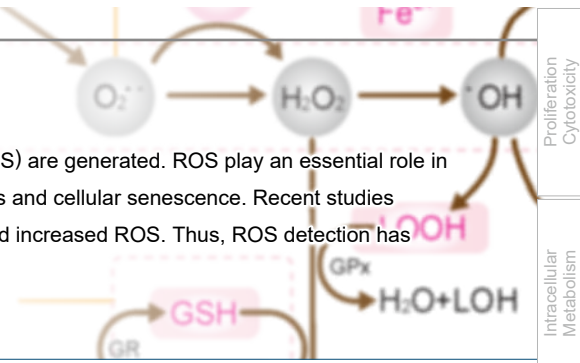 Fe
O2·- H2O2 ·OH
S) are generated. ROS play an essential role in
s and cellular senescence. Recent studies
d increased ROS. Thus, ROS detection has
LOOH
GPx
H2O+LOH
GSH
GR
Proliferation
Cytotoxicity
Intracellular
Metabolism